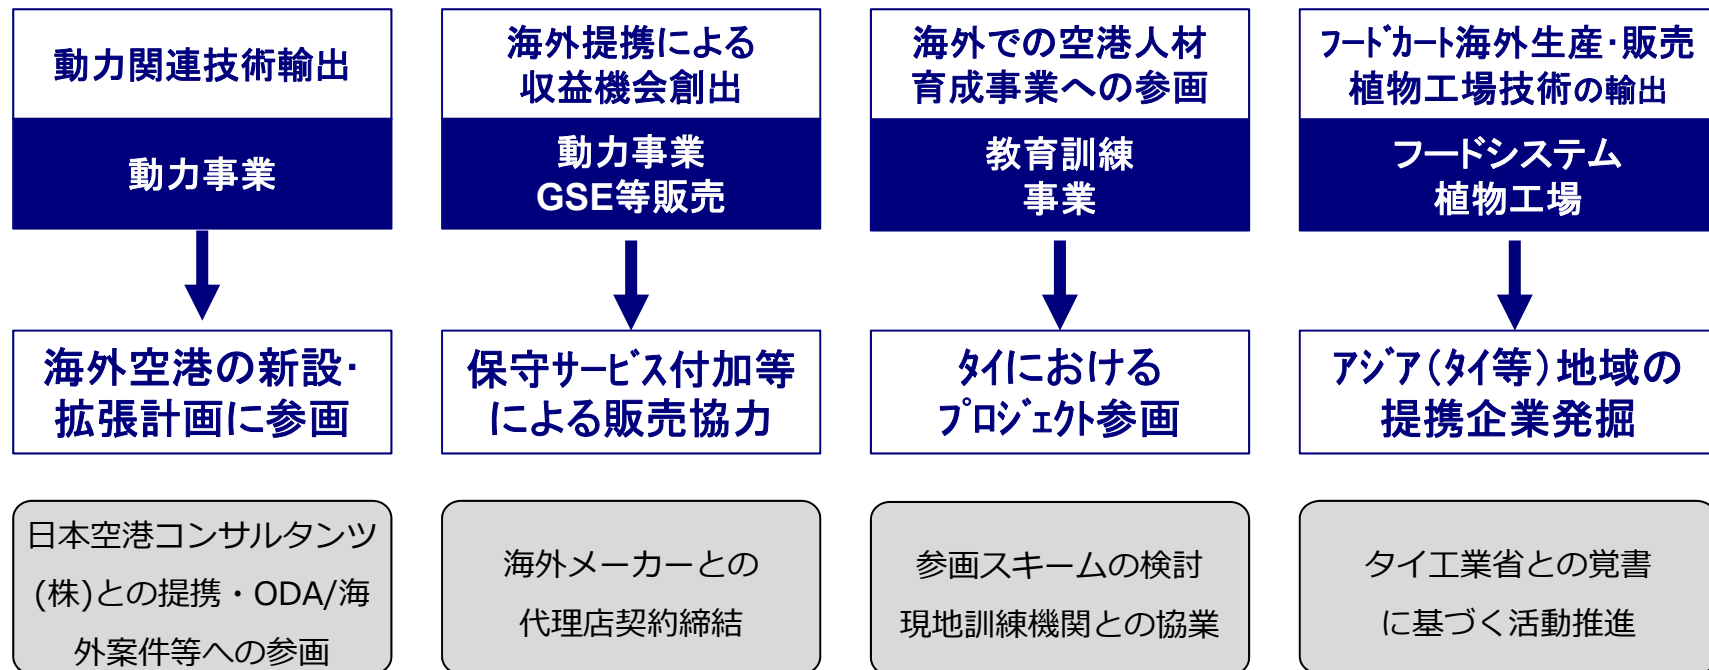 動力関連技術輸出
動力事業
海外空港の新設・
拡張計画に参画
日本空港コンサルタンツ
(株)との提携・ODA/海
外案件等への参画
海外提携による
収益機会創出
動力事業
GSE等販売
保守ｻｰﾋﾞｽ付加等
による販売協力
海外メーカーとの
代理店契約締結
海外での空港人材
育成事業への参画
教育訓練
事業
ﾀｲにおける
ﾌﾟﾛｼﾞｪｸﾄ参画
参画スキームの検討
現地訓練機関との協業
ﾌｰﾄﾞｶｰﾄ海外生産･販売
植物工場技術の輸出
フードシステム
植物工場
ｱｼﾞｱ(ﾀｲ等)地域の
提携企業発掘
タイ工業省との覚書
に基づく活動推進